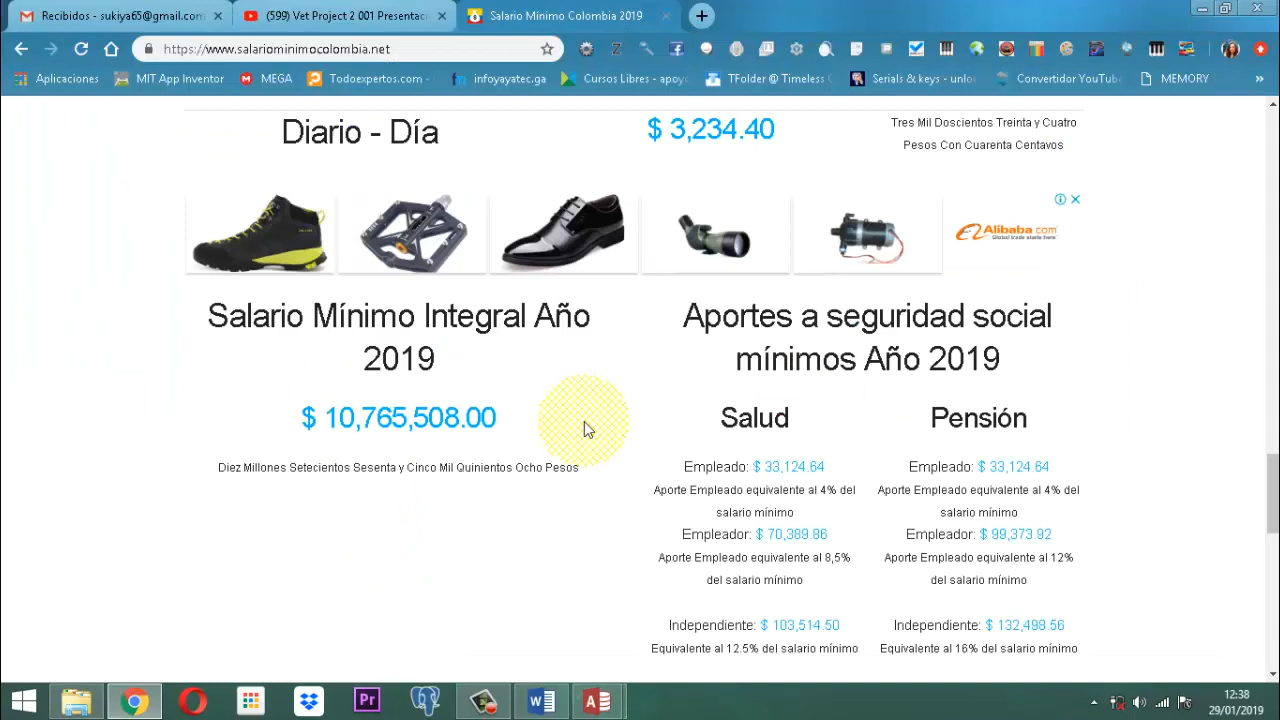 Recibidos - sukiya65@gmail.com
(599) Vet Project 2 001 Presentaci
Salario Mínimo Colombia 2019
https://www.salariominimocolombia.net
Aplicaciones
MIT App Inventor
MEGA
Todoexpertos.com -
infoyayatec.ga
Cursos Libres - apoyo
TFolder @ Timeless
Serials & keys - unlo
Convertidor YouTube
MEMORY
»
Diario - Día
$ 3,234.40
Tres Mil Doscientos Treinta y Cuatro
Pesos Con Cuarenta Centavos
Alibaba.com
Global trade starts here
Salario Mínimo Integral Año
2019
$ 10,765,508.00
Diez Millones Setecientos Sesenta y Cinco Mil Quinientos Ocho Pesos
Aportes a seguridad social
mínimos Año 2019
Salud
Pensión
Empleado: $ 33,124.64
Aporte Empleado equivalente al 4% del
salario mínimo
Empleador: $ 70,389.86
Aporte Empleado equivalente al 8,5%
del salario mínimo
Independiente: $ 103,514.50
Equivalente al 12.5% del salario mínimo
Empleado: $ 33,124.64
Aporte Empleado equivalente al 4% del
salario mínimo
Empleador: $ 99,373.92
Aporte Empleado equivalente al 12%
del salario mínimo
Independiente: $ 132,498.56
Equivalente al 16% del salario mínimo
Pr
12:38
29/01/2019